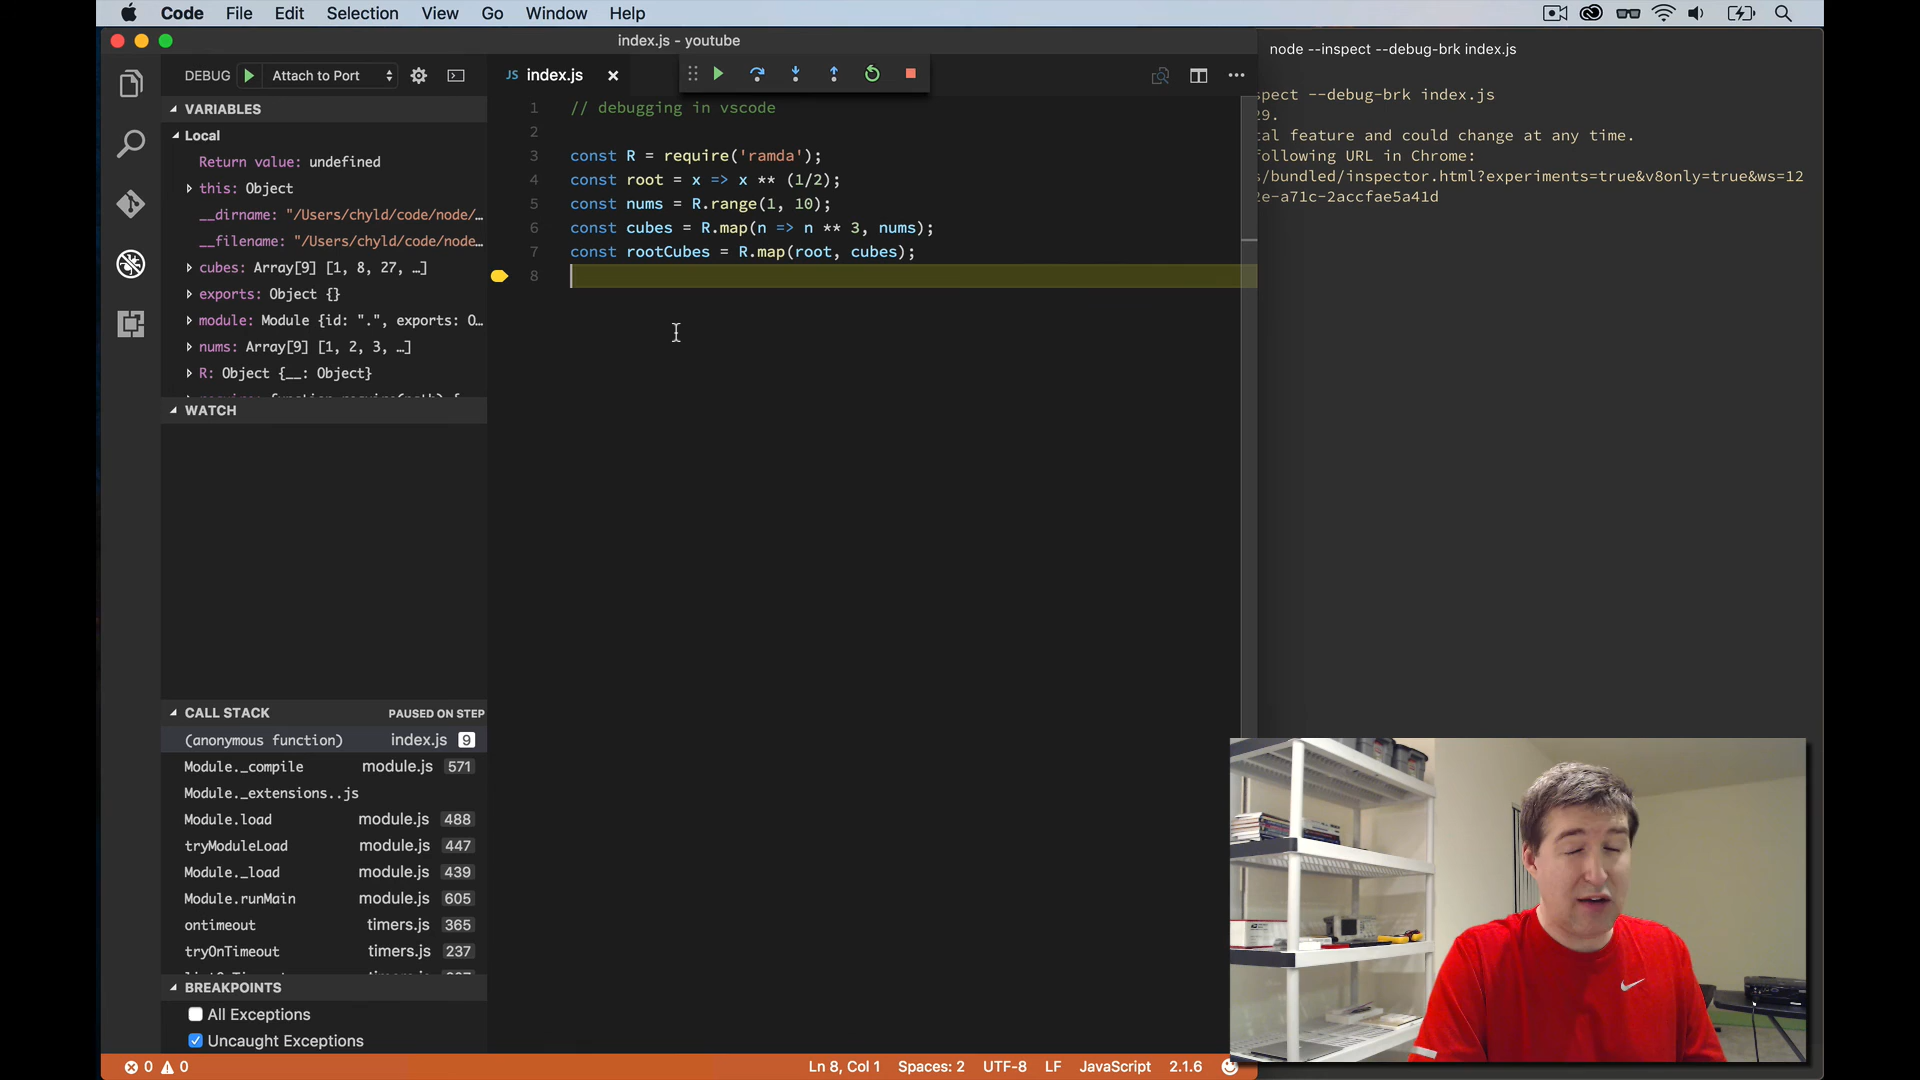 Code File Edit Selection View Go Window Help
index.js - youtube
node --inspect --debug-brk index.js
DEBUG Attach to Port
JS index.js
VARIABLES
Local
Return value: undefined
this: Object
__dirname: "/Users/chyld/code/node/…
__filename: "/Users/chyld/code/node…
cubes: Array[9] [1, 8, 27, …]
exports: Object {}
module: Module {id: ".", exports: O…
nums: Array[9] [1, 2, 3, …]
R: Object {__: Object}
WATCH
CALL STACK PAUSED ON STEP
(anonymous function) index.js 9
Module._compile module.js 571
Module._extensions..js
Module.load module.js 488
tryModuleLoad module.js 447
Module._load module.js 439
Module.runMain module.js 605
ontimeout timers.js 365
tryOnTimeout timers.js 237
BREAKPOINTS
All Exceptions
Uncaught Exceptions
1 // debugging in vscode
2
3 const R = require('ramda');
4 const root = x => x ** (1/2);
5 const nums = R.range(1, 10);
6 const cubes = R.map(n => n ** 3, nums);
7 const rootCubes = R.map(root, cubes);
8
spect --debug-brk index.js
29.
tal feature and could change at any time.
following URL in Chrome:
s/bundled/inspector.html?experiments=true&v8only=true&ws=12
2e-a71c-2accfae5a41d
0 0 Ln 8, Col 1 Spaces: 2 UTF-8 LF JavaScript 2.1.6